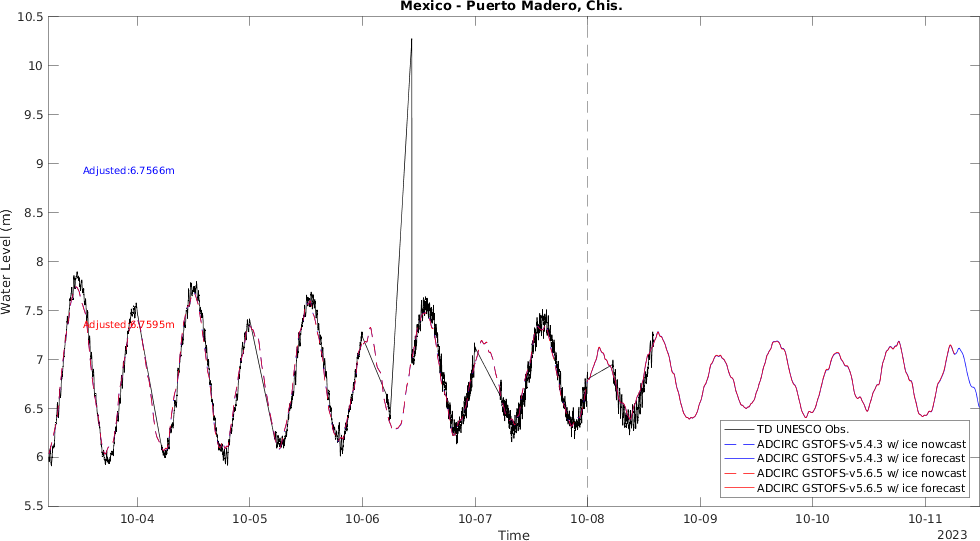 Mexico - Puerto Madero, Chis.
10.5
10
9.5
9
8.5
8
7.5
7
6.5
6
5.5
Water Level (m)
Adjusted:6.7566m
Adjusted:6.7595m
TD UNESCO Obs.
ADCIRC GSTOFS-v5.4.3 w/ ice nowcast
ADCIRC GSTOFS-v5.4.3 w/ ice forecast
ADCIRC GSTOFS-v5.6.5 w/ ice nowcast
ADCIRC GSTOFS-v5.6.5 w/ ice forecast
10-04 10-05 10-06 10-07 10-08 10-09 10-10 10-11
Time
2023